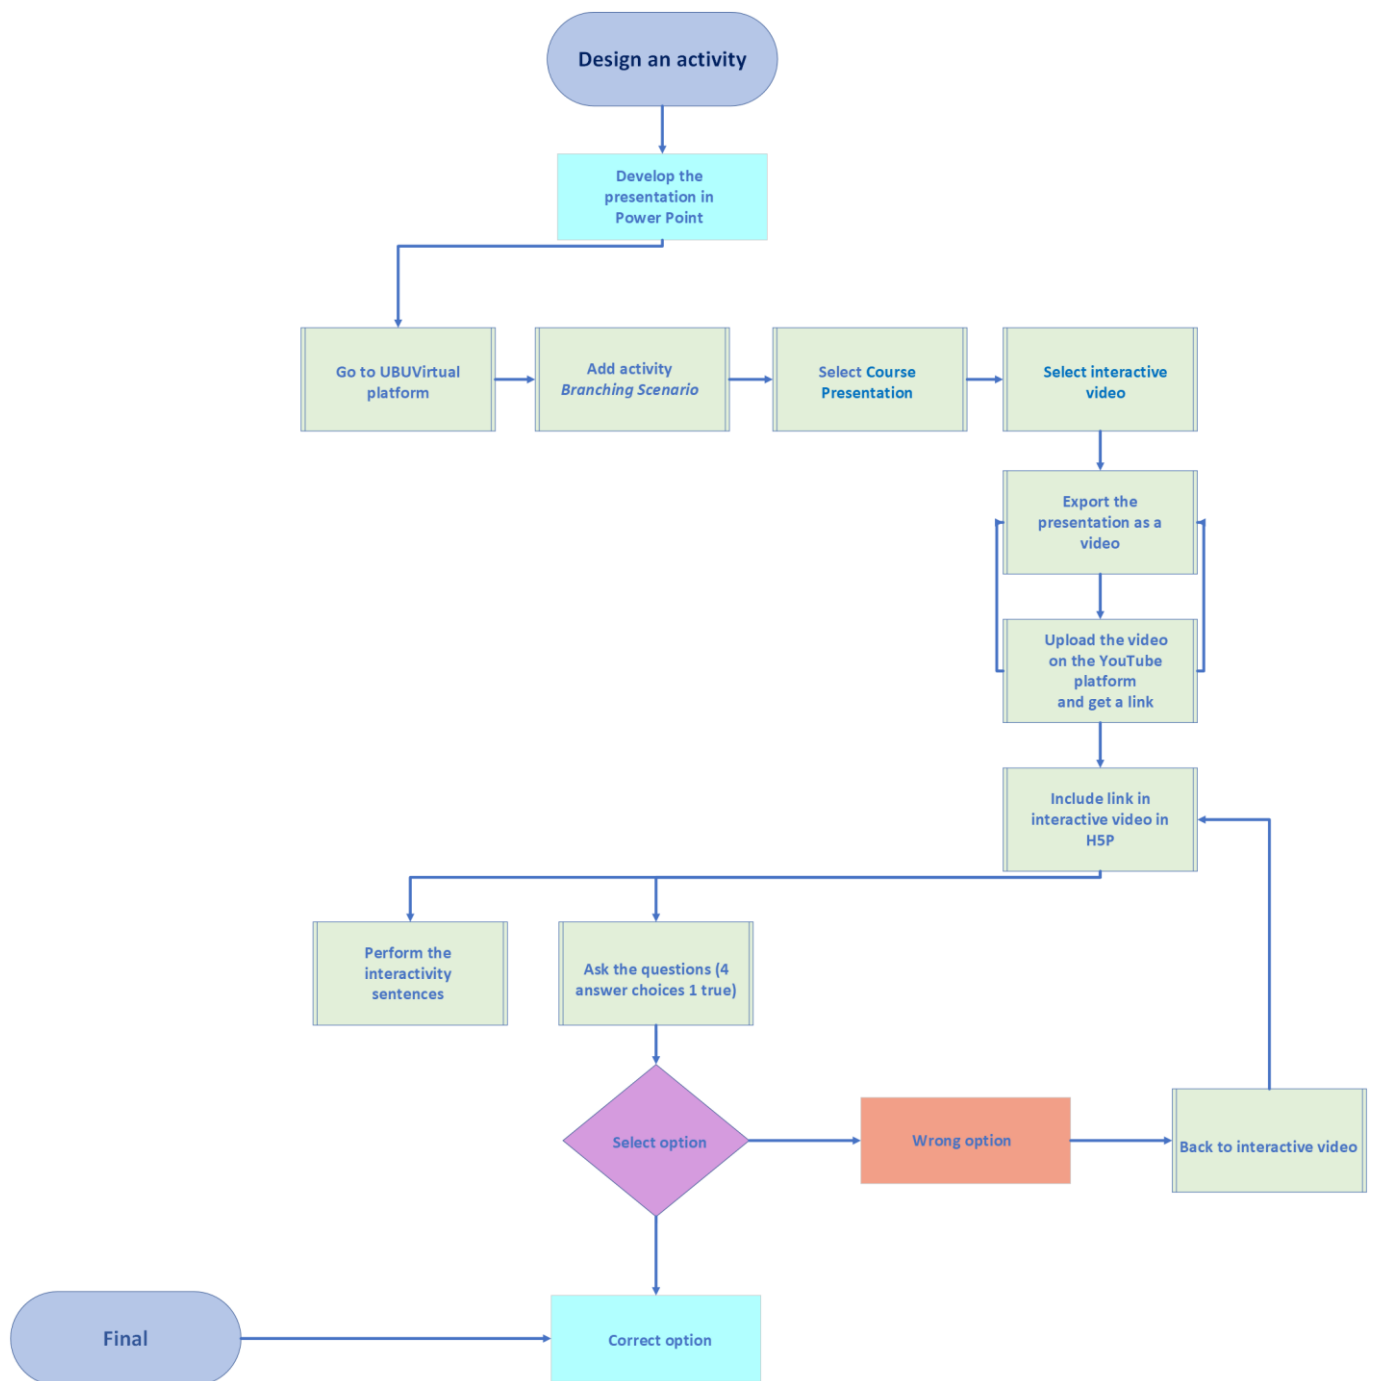 Design an activity
Develop the
presentation in
Power Point
Go to UBUVirtual
platform
Add activity
Branching Scenario
Select Course
Presentation
Select interactive
video
Export the
presentation as a
video
Upload the video
on the YouTube
platform
and get a link
Include link in
interactive video in
H5P
Perform the
interactivity
sentences
Ask the questions (4
answer choices 1 true)
Select option
Wrong option
Back to interactive video
Final
Correct option